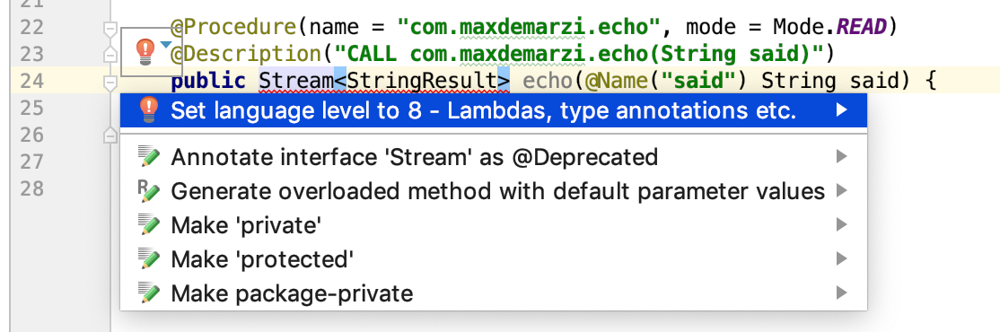 21
22 @Procedure(name = "com.maxdemarzi.echo", mode = Mode.READ)
23 @Description("CALL com.maxdemarzi.echo(String said)")
24 public Stream<StringResult> echo(@Name("said") String said) {
25 Set language level to 8 - Lambdas, type annotations etc.
26
27 Annotate interface 'Stream' as @Deprecated
28 Generate overloaded method with default parameter values
Make 'private'
Make 'protected'
Make package-private